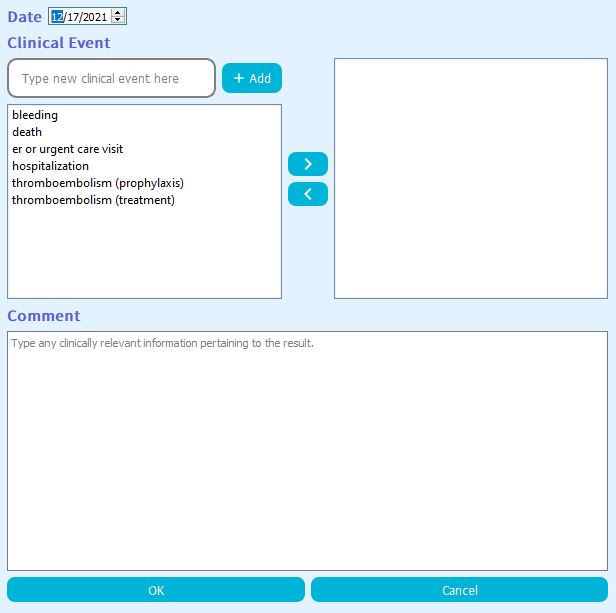 Date 12/17/2021
Clinical Event
Type new clinical event here
+ Add
bleeding
death
er or urgent care visit
hospitalization
thromboembolism (prophylaxis)
thromboembolism (treatment)
>
<
Comment
Type any clinically relevant information pertaining to the result.
OK Cancel